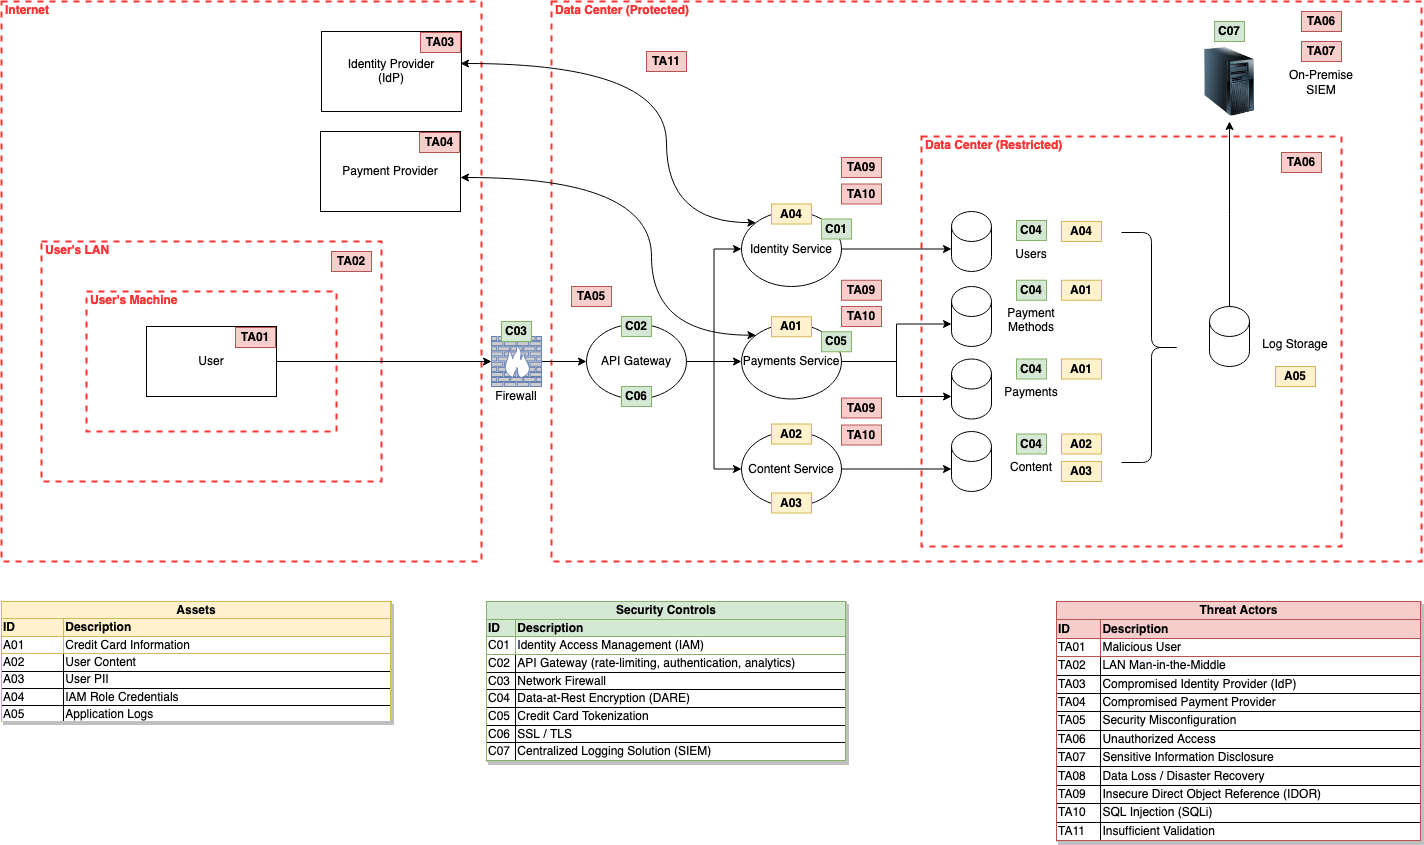 Internet
Data Center (Protected)
TA03
Identity Provider
(IdP)
TA11
C07
TA06
TA07
On-Premise
SIEM
TA04
Payment Provider
Data Center (Restricted)
TA06
TA09
TA10
A04
C01
Identity Service
C04
A04
Users
User's LAN
TA02
User's Machine
TA01
User
C03
Firewall
TA05
C02
API Gateway
C06
TA09
TA10
A01
C05
Payments Service
C04
A01
Payment
Methods
C04
A01
Payments
Log Storage
A05
TA09
TA10
A02
Content Service
A03
C04
A02
Content
A03
Assets
ID Description
A01 Credit Card Information
A02 User Content
A03 User PII
A04 IAM Role Credentials
A05 Application Logs
Security Controls
ID Description
C01 Identity Access Management (IAM)
C02 API Gateway (rate-limiting, authentication, analytics)
C03 Network Firewall
C04 Data-at-Rest Encryption (DARE)
C05 Credit Card Tokenization
C06 SSL / TLS
C07 Centralized Logging Solution (SIEM)
Threat Actors
ID Description
TA01 Malicious User
TA02 LAN Man-in-the-Middle
TA03 Compromised Identity Provider (IdP)
TA04 Compromised Payment Provider
TA05 Security Misconfiguration
TA06 Unauthorized Access
TA07 Sensitive Information Disclosure
TA08 Data Loss / Disaster Recovery
TA09 Insecure Direct Object Reference (IDOR)
TA10 SQL Injection (SQLi)
TA11 Insufficient Validation